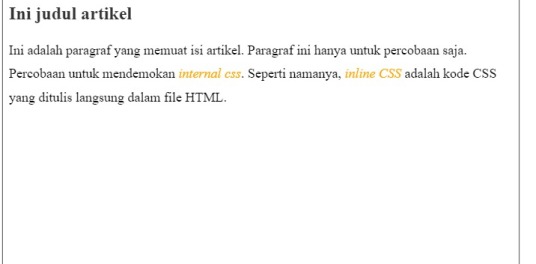 Ini judul artikel
Ini adalah paragraf yang memuat isi artikel. Paragraf ini hanya untuk percobaan saja.
Percobaan untuk mendemokan internal css. Seperti namanya, inline CSS adalah kode CSS
yang ditulis langsung dalam file HTML.